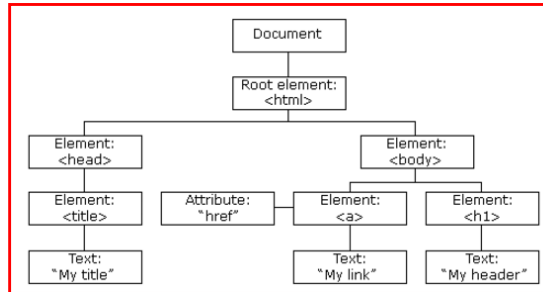 Document
Root element:
<html>
Element:
<head>
Element:
<body>
Element:
<title>
Attribute:
“href”
Element:
<a>
Element:
<h1>
Text:
“My title”
Text:
“My link”
Text:
“My header”